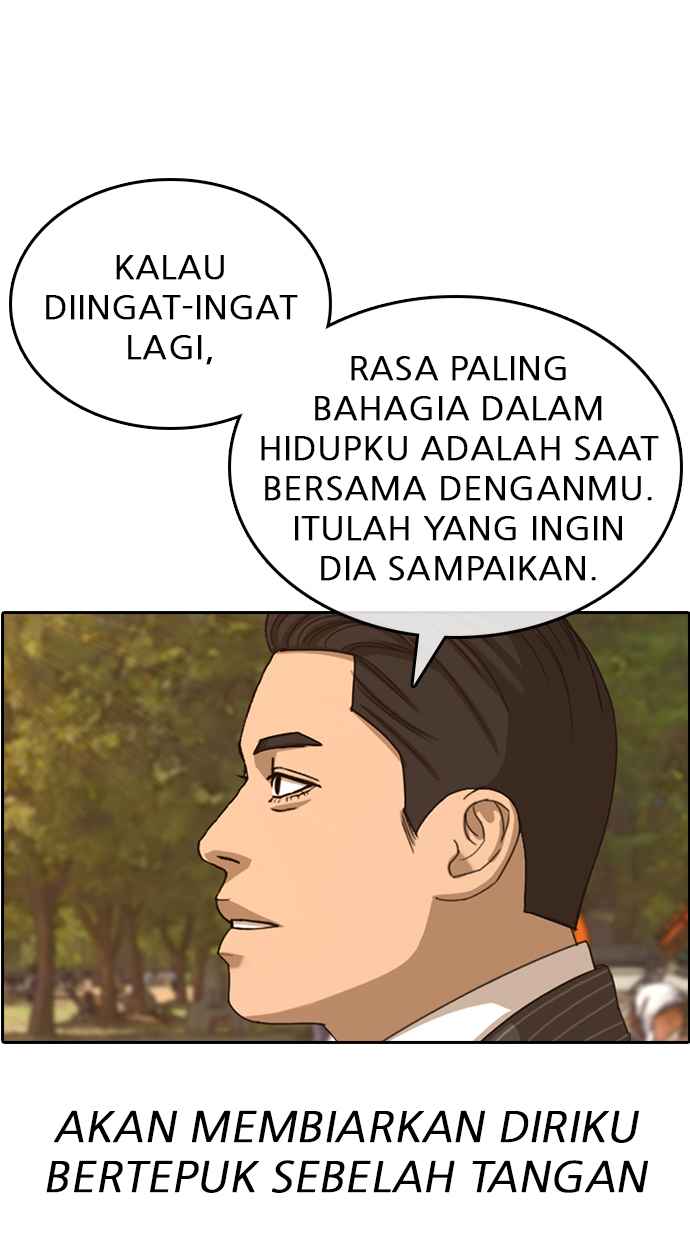 KALAU
DIINGAT-INGAT
LAGI,
RASA PALING
BAHAGIA DALAM
HIDUPKU ADALAH SAAT
BERSAMA DENGANMU.
ITULAH YANG INGIN
DIA SAMPAIKAN.
AKAN MEMBIARKAN DIRIKU
BERTEPUK SEBELAH TANGAN